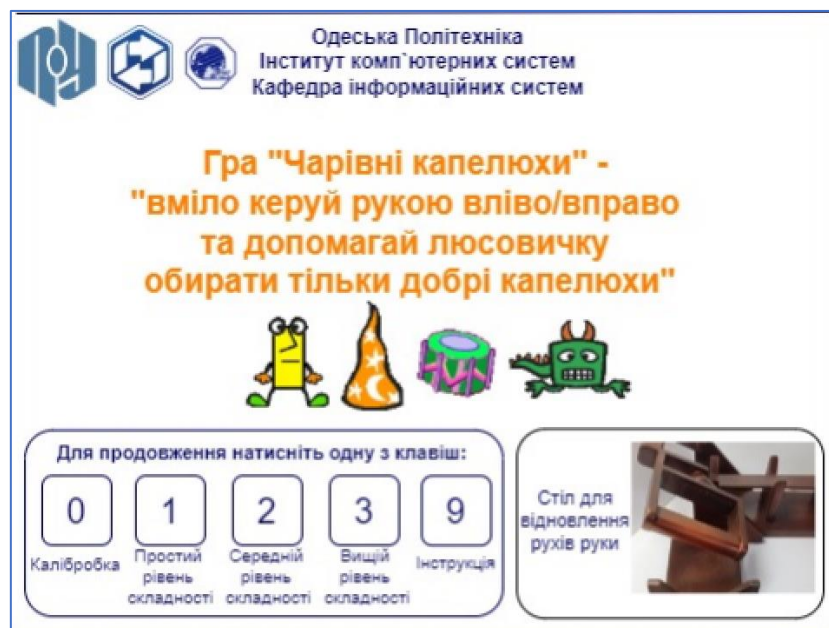 Одеська Політехніка
Інститут комп`ютерних систем
Кафедра інформаційних систем
Гра "Чарівні капелюхи" -
"вміло керуй рукою вліво/вправо
та допомагай люсовичку
обирати тільки добрі капелюхи"
Для продовження натисніть одну з клавіш:
0 1 2 3 9
Калібробка
Простий
рівень
складності
Середній
рівень
складності
Вищій
рівень
складності
Інструкція
Стіл для
відновлення
рухів руки